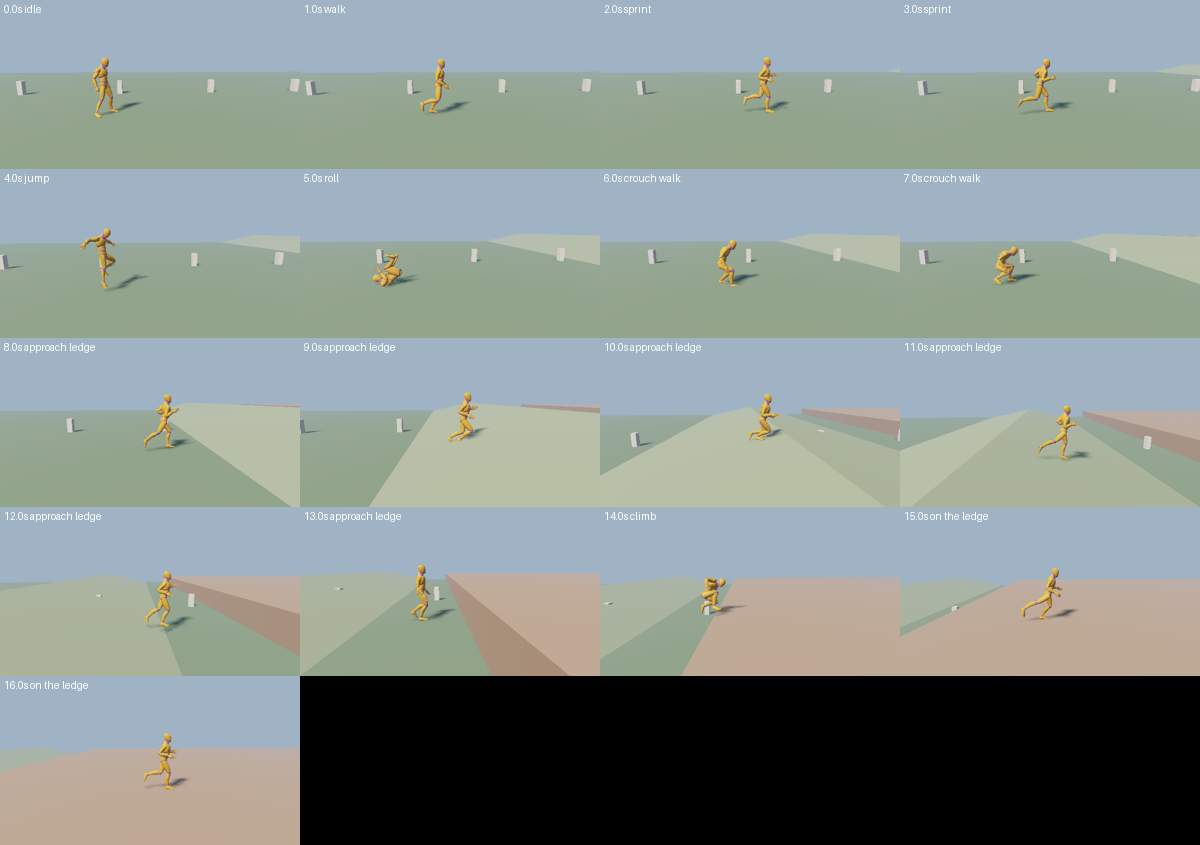 0.0s idle
1.0s walk
2.0s sprint
3.0s sprint
4.0s jump
5.0s roll
6.0s crouch walk
7.0s crouch walk
8.0s approach ledge
9.0s approach ledge
10.0s approach ledge
11.0s approach ledge
12.0s approach ledge
13.0s approach ledge
14.0s climb
15.0s on the ledge
16.0s on the ledge